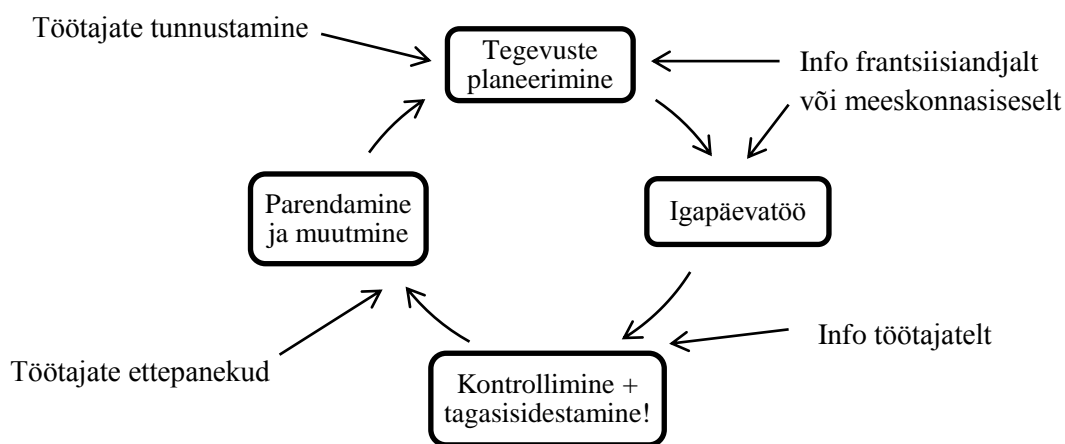 Töötajate tunnustamine
Tegevuste
planeerimine
Info frantsiisiandjalt
või meeskonnasiseselt
Parendamine
ja muutmine
Igapäevatöö
Info töötajatelt
Töötajate ettepanekud
Kontrollimine +
tagasisidestamine!